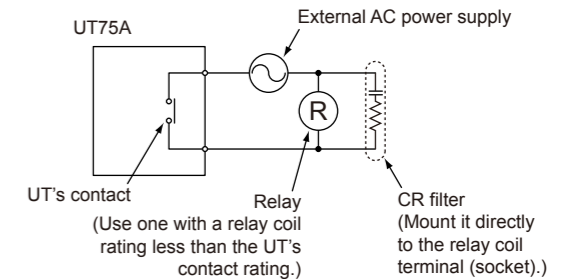 External AC power supply
UT75A
R
UT's contact
Relay
(Use one with a relay coil
rating less than the UT's
contact rating.)
CR filter
(Mount it directly
to the relay coil
terminal (socket).)